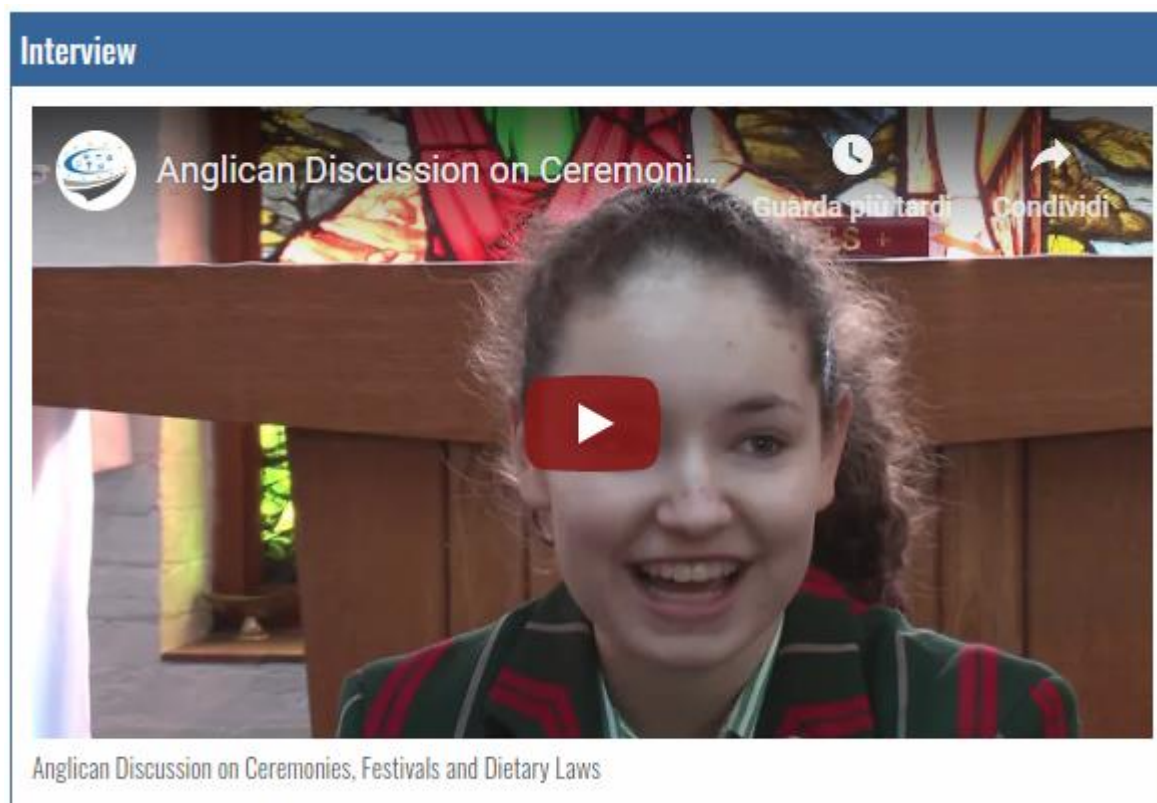 Interview
Anglican Discussion on Ceremoni...
Guarda più tardi
Condividi
Anglican Discussion on Ceremonies, Festivals and Dietary Laws